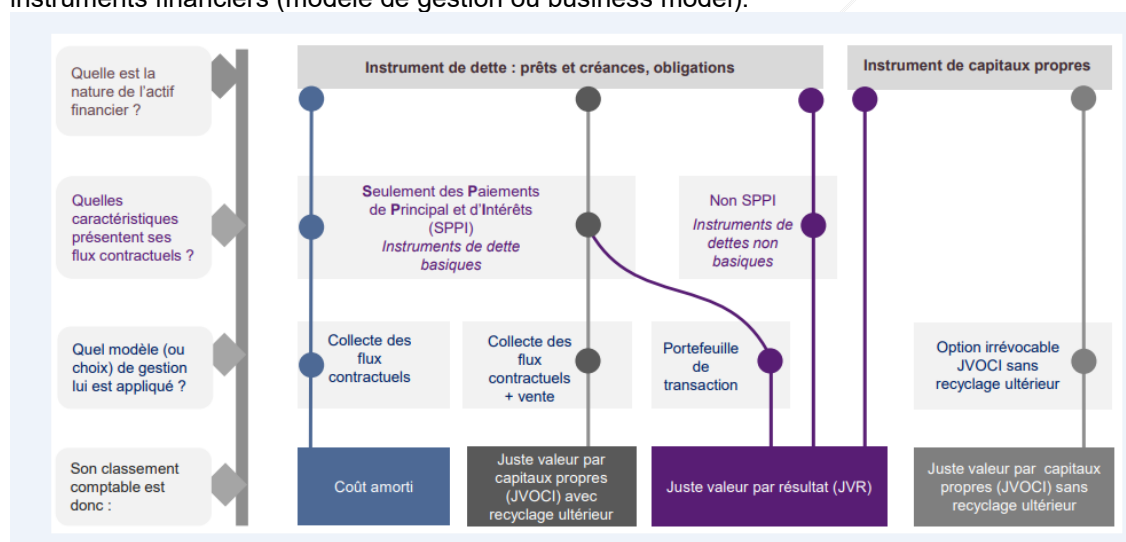 instruments financiers (modèle de gestion ou business model).
Quelle est la
nature de l'actif
financier ?
Instrument de dette : prêts et créances, obligations
Instrument de capitaux propres
Quelles
caractéristiques
présentent ses
flux contractuels ?
Seulement des Paiements
de Principal et d'Intérêts
(SPPI)
Instruments de dette
basiques
Non SPPI
Instruments de
dettes non
basiques
Quel modèle (ou
choix) de gestion
lui est appliqué ?
Collecte des
flux
contractuels
Collecte des
flux
contractuels
+ vente
Portefeuille
de
transaction
Option irrévocable
JVOCI sans
recyclage ultérieur
Son classement
comptable est
donc :
Coût amorti
Juste valeur par
capitaux propres
(JVOCI) avec
recyclage ultérieur
Juste valeur par résultat (JVR)
Juste valeur par capitaux
propres (JVOCI) sans
recyclage ultérieur